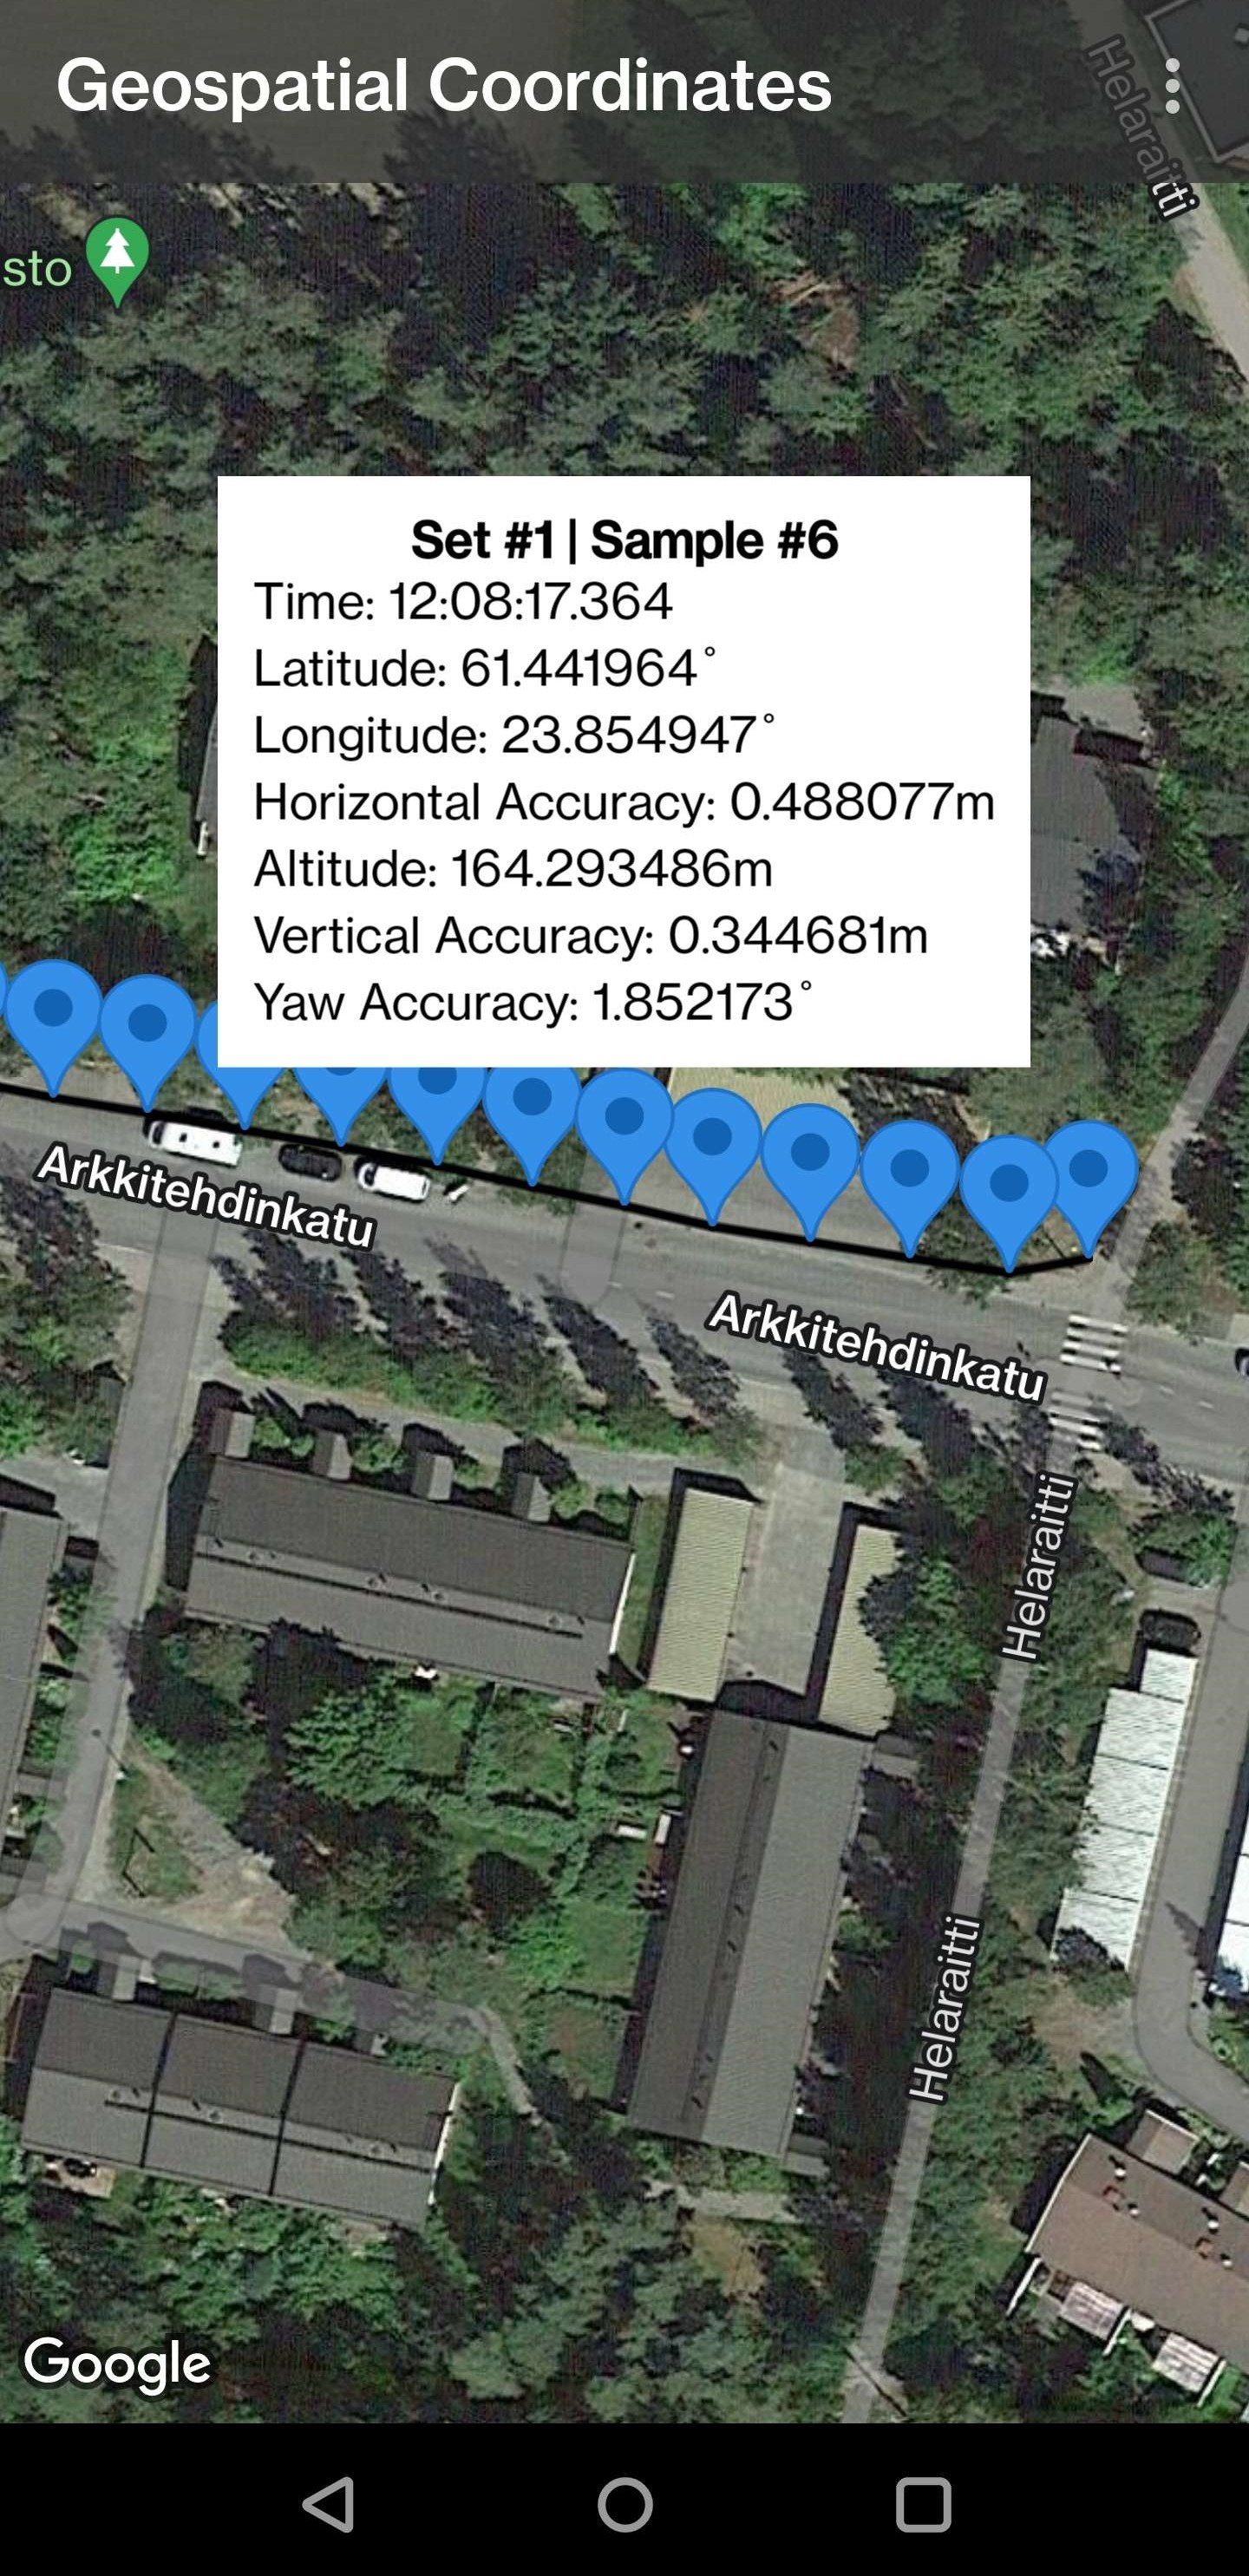 Geospatial Coordinates
Helaraitti
sto
Set #1 | Sample #6
Time: 12:08:17.364
Latitude: 61.441964°
Longitude: 23.854947°
Horizontal Accuracy: 0.488077m
Altitude: 164.293486m
Vertical Accuracy: 0.344681m
Yaw Accuracy: 1.852173°
Arkkitehdinkatu
Arkkitehdinkatu
Helaraitti
Helaraitti
Google